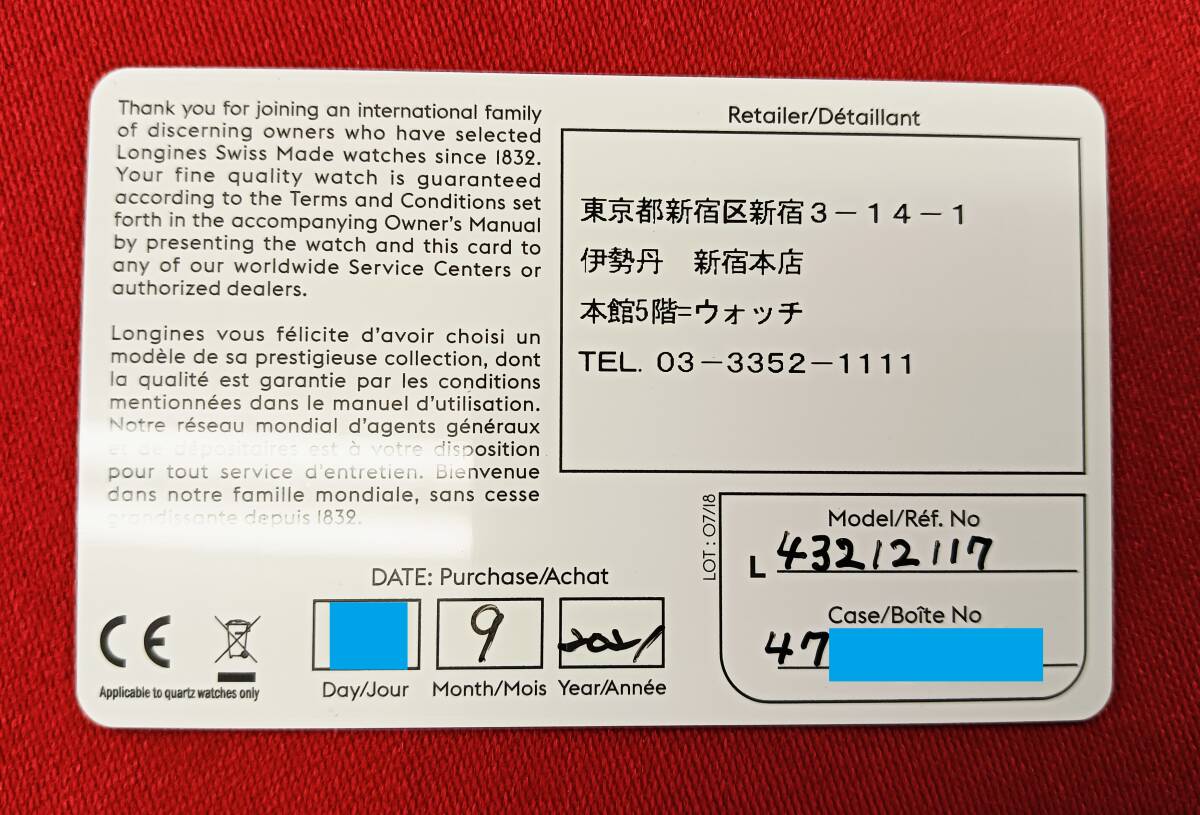 Thank you for joining an international family
of discerning owners who have selected
Longines Swiss Made watches since 1832.
Your fine quality watch is guaranteed
according to the Terms and Conditions set
forth in the accompanying Owner's Manual
by presenting the watch and this card to
any of our worldwide Service Centers or
authorized dealers.
Longines vous félicite d'avoir choisi un
modèle de sa prestigieuse collection, dont
la qualité est garantie par les conditions
mentionnées dans le manuel d'utilisation.
Notre réseau mondial d'agents généraux
et de dépositaires est à votre disposition
pour tout service d'entretien. Bienvenue
dans notre famille mondiale, sans cesse
grandissante depuis 1832.
Retailer/Détaillant
東京都新宿区新宿3－14－1
伊勢丹　新宿本店
本館5階=ウォッチ
TEL. 03－3352－1111
LOT : 07/18
Model/Réf. No
L 43212117
Case/Boîte No
47
DATE: Purchase/Achat
9
2021
Day/Jour
Month/Mois
Year/Année
CE
Applicable to quartz watches only